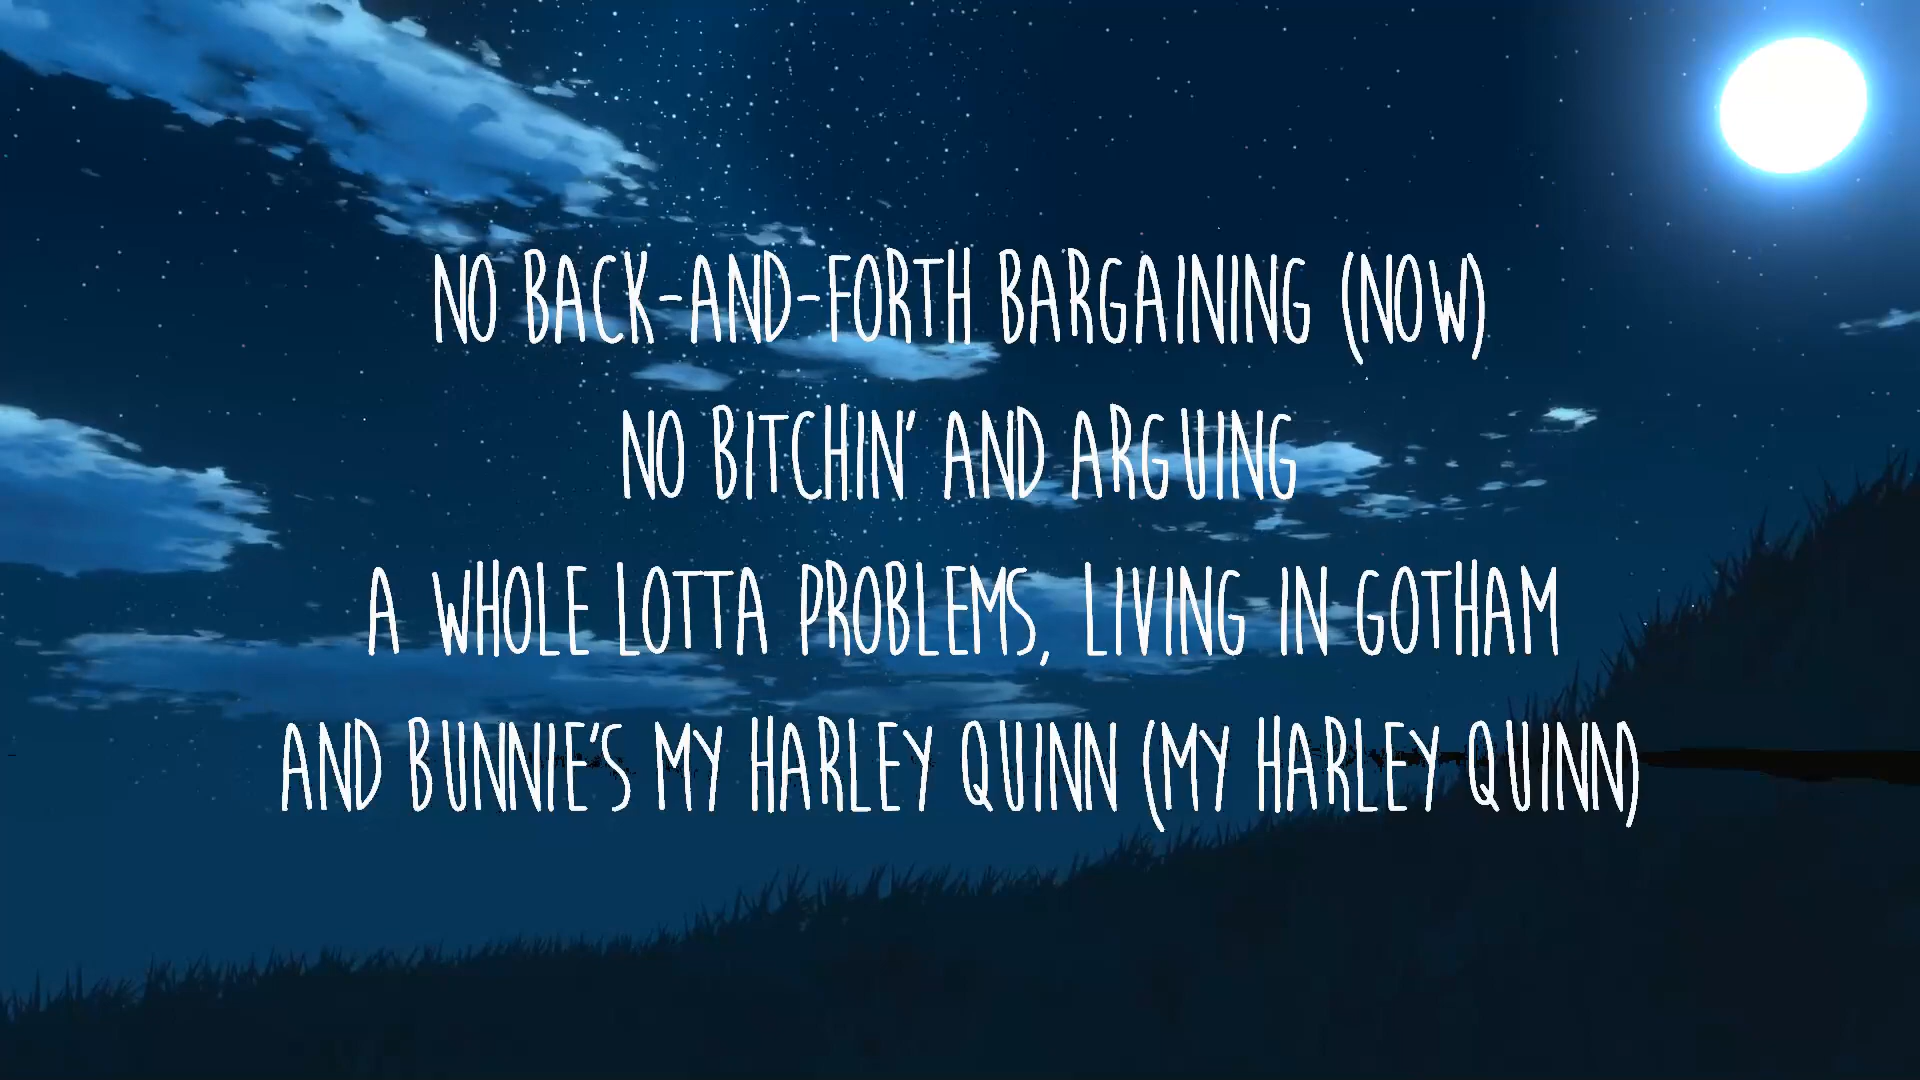 NO BACK-AND-FORTH BARGAINING (NOW)
NO BITCHIN' AND ARGUING
A WHOLE LOTTA PROBLEMS, LIVING IN GOTHAM
AND BUNNIE'S MY HARLEY QUINN (MY HARLEY QUINN)